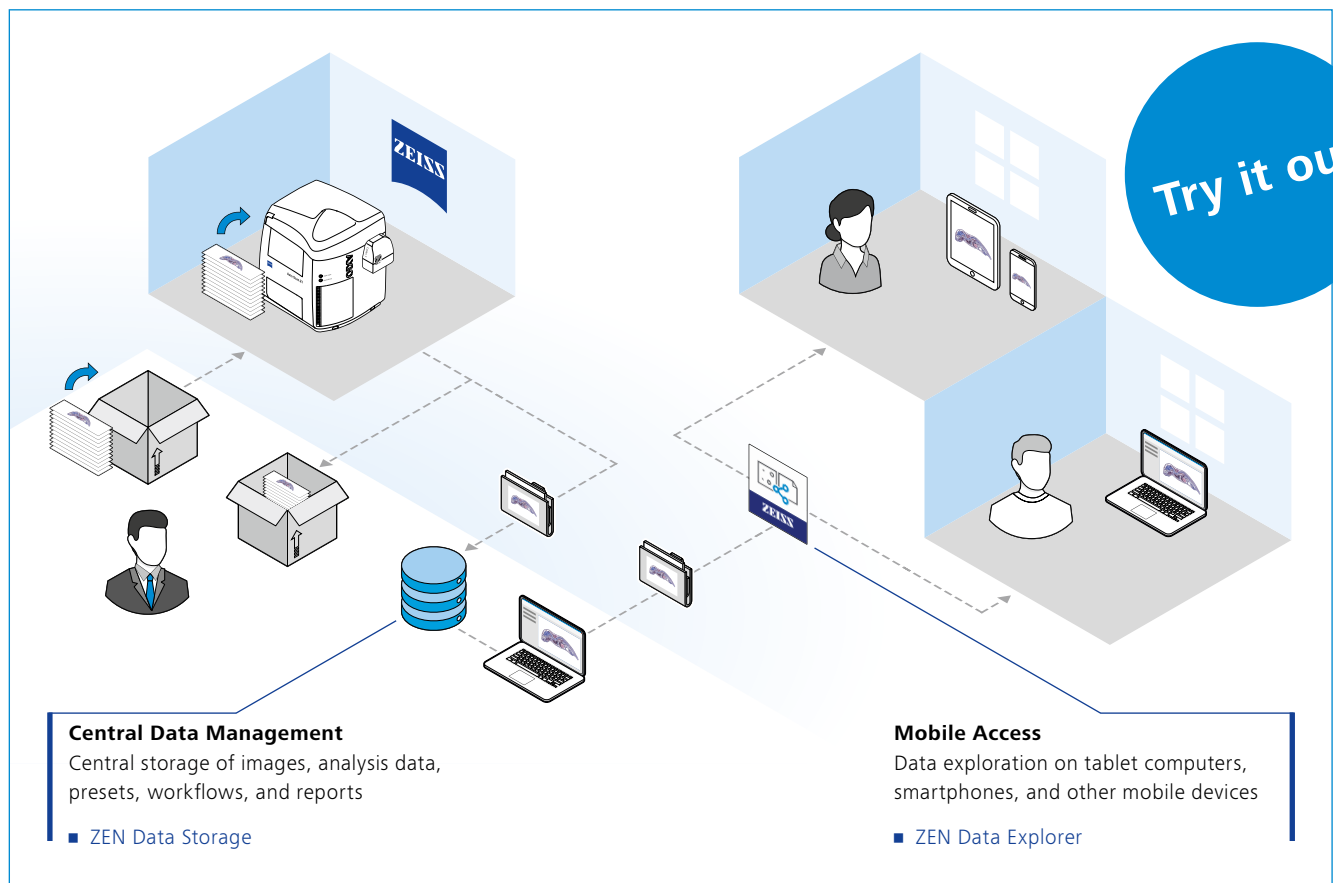 ZEISS
Try it ou
ZEISS
Central Data Management
Central storage of images, analysis data,
presets, workflows, and reports
ZEN Data Storage
Mobile Access
Data exploration on tablet computers,
smartphones, and other mobile devices
ZEN Data Explorer